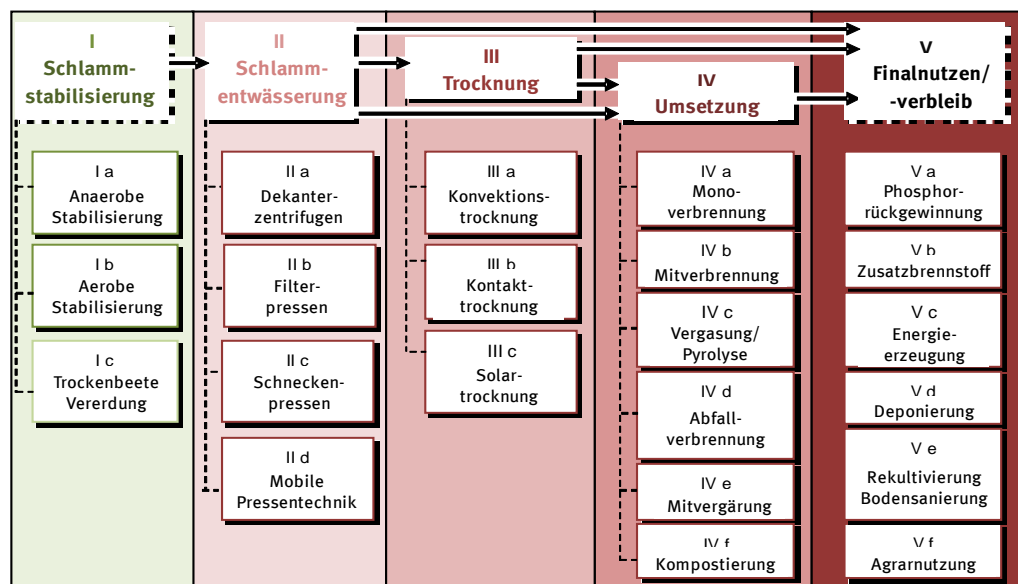 I
Schlamm-
stabilisierung
I a
Anaerobe
Stabilisierung
I b
Aerobe
Stabilisierung
I c
Trockenbeete
Vererdung
II
Schlamm-
entwässerung
II a
Dekanter-
zentrifugen
II b
Filter-
pressen
II c
Schnecken-
pressen
II d
Mobile
Pressentechnik
III
Trocknung
III a
Konvektions-
trocknung
III b
Kontakt-
trocknung
III c
Solar-
trocknung
IV
Umsetzung
IV a
Mono-
verbrennung
IV b
Mitverbrennung
IV c
Vergasung/
Pyrolyse
IV d
Abfall-
verbrennung
IV e
Mitvergärung
IV f
Kompostierung
V
Finalnutzen/
-verbleib
V a
Phosphor-
rückgewinnung
V b
Zusatzbrennstoff
V c
Energie-
erzeugung
V d
Deponierung
V e
Rekultivierung
Bodensanierung
V f
Agrarnutzung